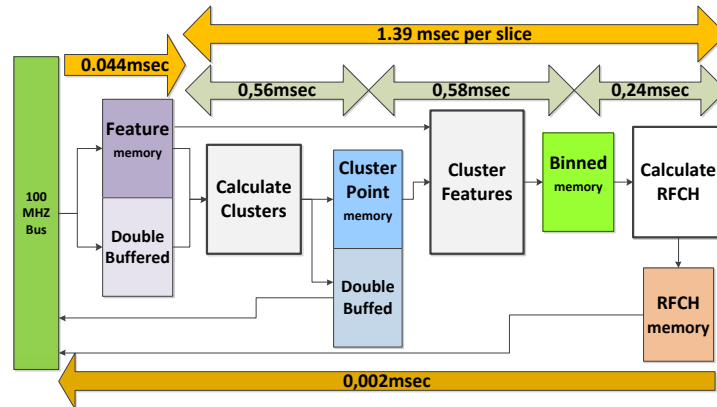 1.39 msec per slice
0.044msec
0,56msec
0,58msec
0,24msec
100
MHZ
Bus
Feature
memory
Double
Buffered
Calculate
Clusters
Cluster
Point
memory
Double
Buffed
Cluster
Features
Binned
memory
Calculate
RFCH
RFCH
memory
0,002msec